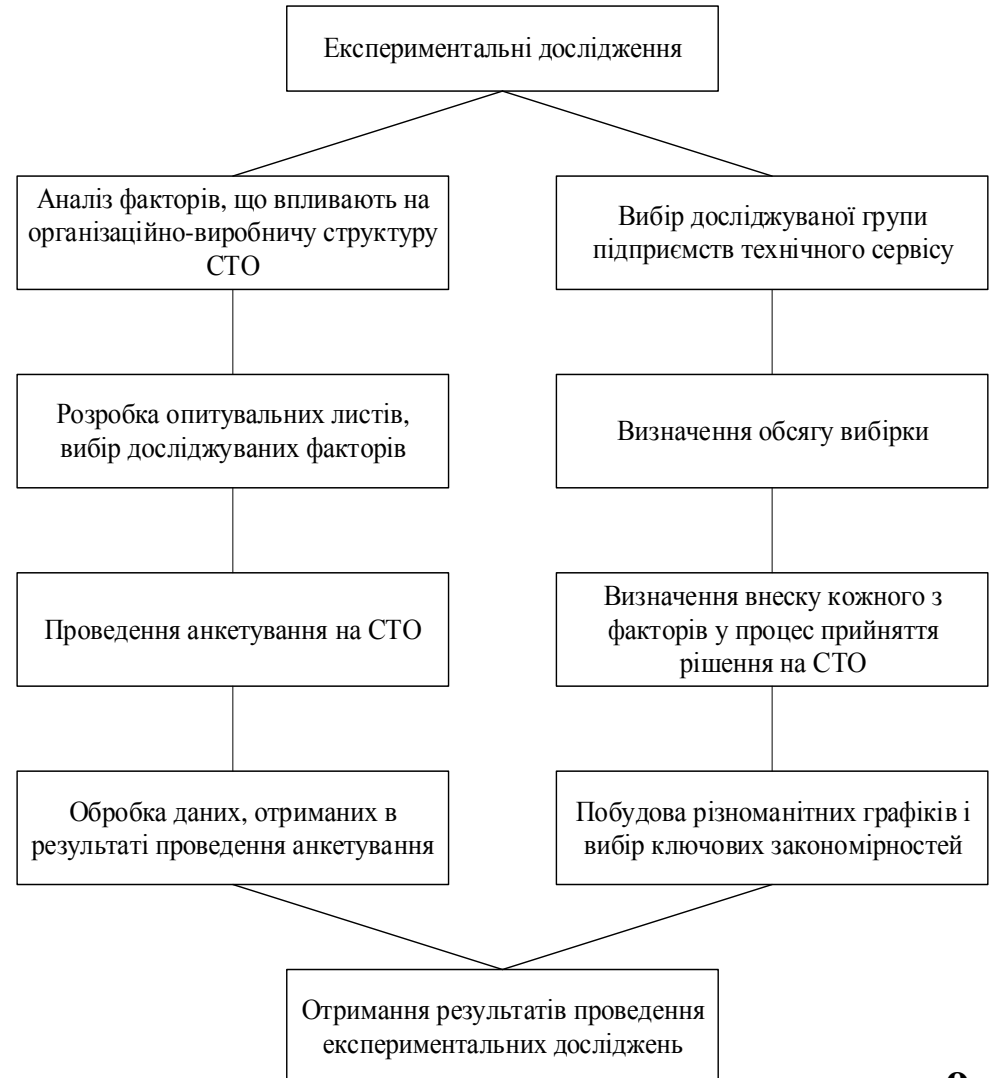 Експериментальні дослідження
Аналіз факторів, що впливають на
організаційно-виробничу структуру
СТО
Вибір досліджуваної групи
підприємств технічного сервісу
Розробка опитувальних листів,
вибір досліджуваних факторів
Визначення обсягу вибірки
Проведення анкетування на СТО
Визначення внеску кожного з
факторів у процес прийняття
рішення на СТО
Обробка даних, отриманих в
результаті проведення анкетування
Побудова різноманітних графіків і
вибір ключових закономірностей
Отримання результатів проведення
експериментальних досліджень